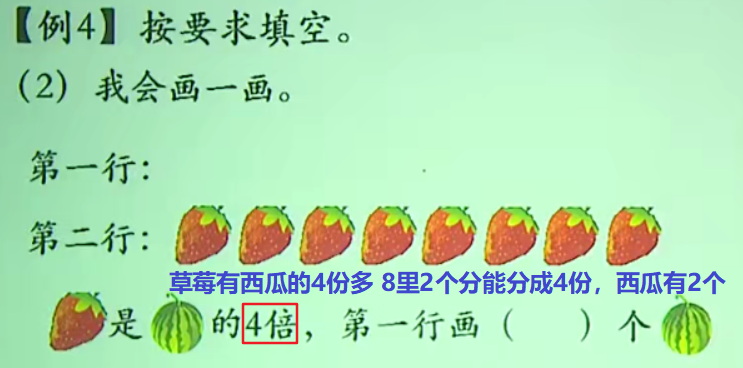 【例4】按要求填空。
(2) 我会画一画。
第一行：
第二行：
草莓有西瓜的4份多 8里2个分能分成4份，西瓜有2个
是 的4倍，第一行画（ ）个